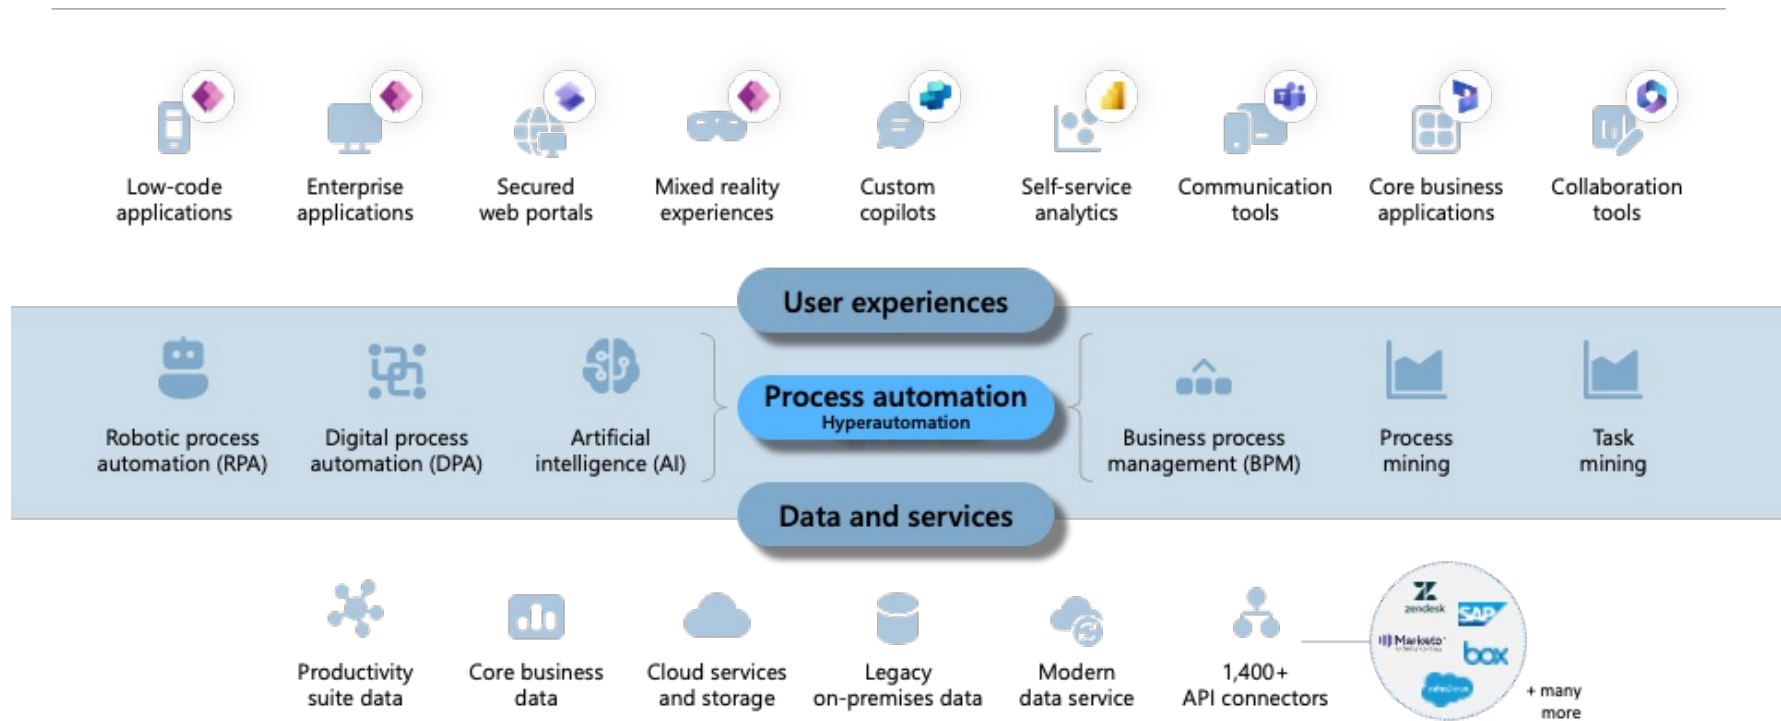 Low-code
applications
Enterprise
applications
Secured
web portals
Mixed reality
experiences
Custom
copilots
Self-service
analytics
Communication
tools
Core business
applications
Collaboration
tools
User experiences
Robotic process
automation (RPA)
Digital process
automation (DPA)
Artificial
intelligence (AI)
Process automation
Hyperautomation
Business process
management (BPM)
Process
mining
Task
mining
Data and services
Productivity
suite data
Core business
data
Cloud services
and storage
Legacy
on-premises data
Modern
data service
1,400+
API connectors
zendesk
SAP
Marketo
box
+ many
more